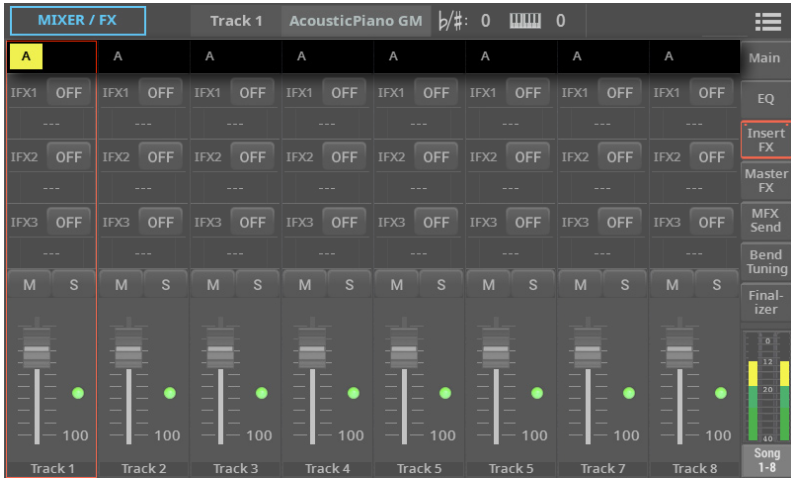 MIXER / FX Track 1 AcousticPiano GM ♭/♯: 0 0
A A A A A A A A Main
IFX1 OFF IFX1 OFF IFX1 OFF IFX1 OFF IFX1 OFF IFX1 OFF IFX1 OFF IFX1 OFF EQ
--- --- --- --- --- --- --- --- Insert
FX
IFX2 OFF IFX2 OFF IFX2 OFF IFX2 OFF IFX2 OFF IFX2 OFF IFX2 OFF IFX2 OFF
--- --- --- --- --- --- --- --- Master
FX
IFX3 OFF IFX3 OFF IFX3 OFF IFX3 OFF IFX3 OFF IFX3 OFF IFX3 OFF IFX3 OFF MFX
Send
--- --- --- --- --- --- --- --- Bend
Tuning
M S M S M S M S M S M S M S M S Final-
izer
0
12
20
100 100 100 100 100 100 100 100 40
Track 1 Track 2 Track 3 Track 4 Track 5 Track 5 Track 7 Track 8 Song
1-8